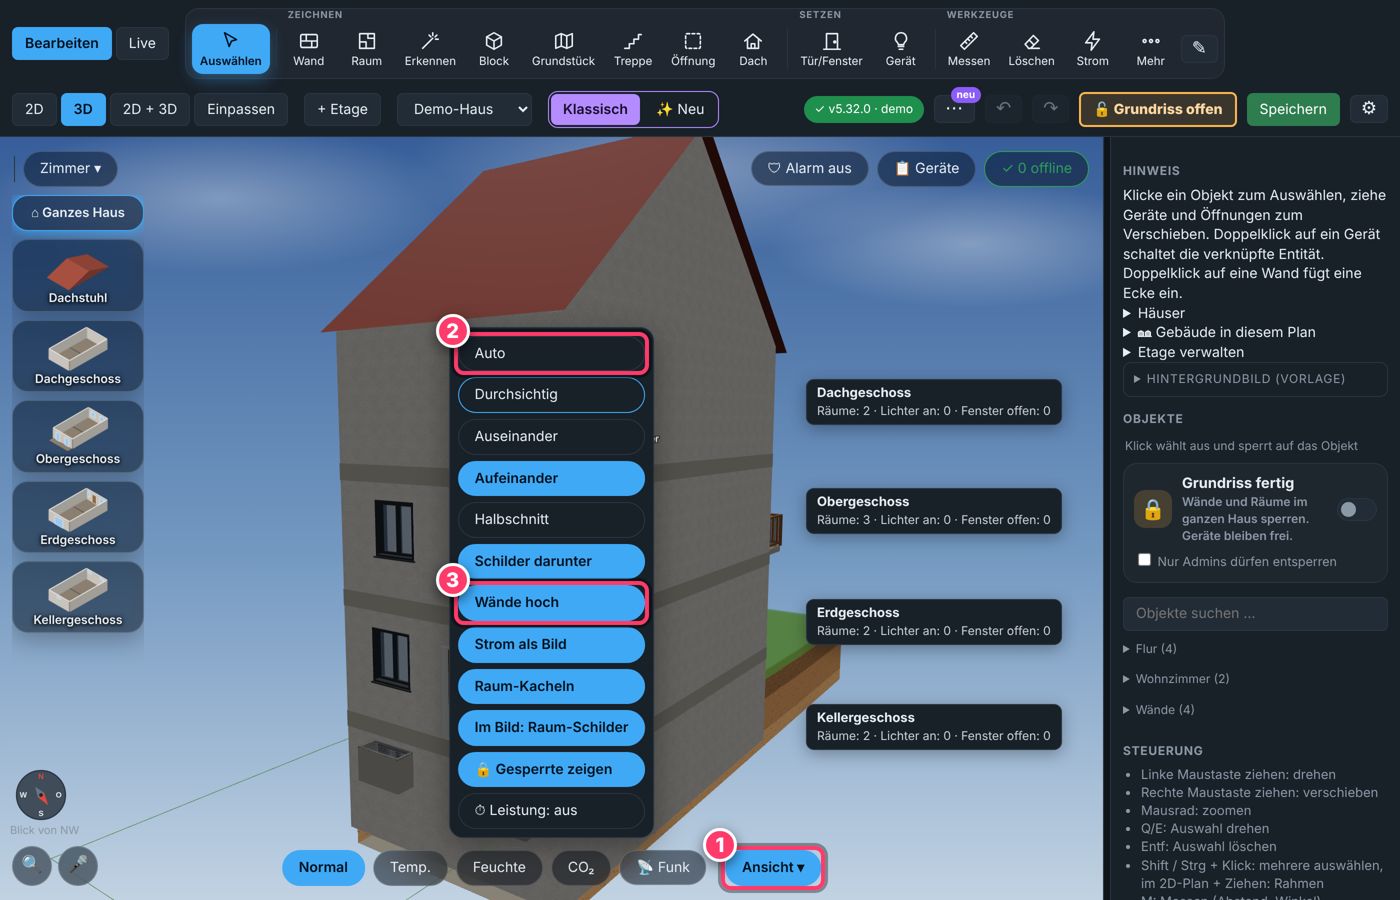 ZEICHNEN
SETZEN
WERKZEUGE
Bearbeiten
Live
Auswählen
Wand
Raum
Erkennen
Block
Grundstück
Treppe
Öffnung
Dach
Tür/Fenster
Gerät
Messen
Löschen
Strom
Mehr
2D
3D
2D + 3D
Einpassen
+ Etage
Demo-Haus
Klassisch
✨ Neu
✓ v5.32.0 · demo
neu
🔓 Grundriss offen
Speichern
Zimmer ▾
🛡 Alarm aus
📋 Geräte
✓ 0 offline
⌂ Ganzes Haus
Dachstuhl
Dachgeschoss
Obergeschoss
Erdgeschoss
Kellergeschoss
2
Auto
Durchsichtig
Auseinander
Aufeinander
Halbschnitt
Schilder darunter
3
Wände hoch
Strom als Bild
Raum-Kacheln
Im Bild: Raum-Schilder
🔒 Gesperrte zeigen
⏱ Leistung: aus
Dachgeschoss
Räume: 2 · Lichter an: 0 · Fenster offen: 0
Obergeschoss
Räume: 3 · Lichter an: 0 · Fenster offen: 0
Erdgeschoss
Räume: 2 · Lichter an: 0 · Fenster offen: 0
Kellergeschoss
Räume: 2 · Lichter an: 0 · Fenster offen: 0
N
W
O
S
Blick von NW
Normal
Temp.
Feuchte
CO₂
📡 Funk
1
Ansicht ▾
HINWEIS
Klicke ein Objekt zum Auswählen, ziehe
Geräte und Öffnungen zum
Verschieben. Doppelklick auf ein Gerät
schaltet die verknüpfte Entität.
Doppelklick auf eine Wand fügt eine
Ecke ein.
▶ Häuser
▶ 🏘 Gebäude in diesem Plan
▶ Etage verwalten
▶ HINTERGRUNDBILD (VORLAGE)
OBJEKTE
Klick wählt aus und sperrt auf das Objekt
Grundriss fertig
Wände und Räume im
ganzen Haus sperren.
Geräte bleiben frei.
Nur Admins dürfen entsperren
Objekte suchen ...
▶ Flur (4)
▶ Wohnzimmer (2)
▶ Wände (4)
STEUERUNG
• Linke Maustaste ziehen: drehen
• Rechte Maustaste ziehen: verschieben
• Mausrad: zoomen
• Q/E: Auswahl drehen
• Entf: Auswahl löschen
• Shift / Strg + Klick: mehrere auswählen,
im 2D-Plan + Ziehen: Rahmen